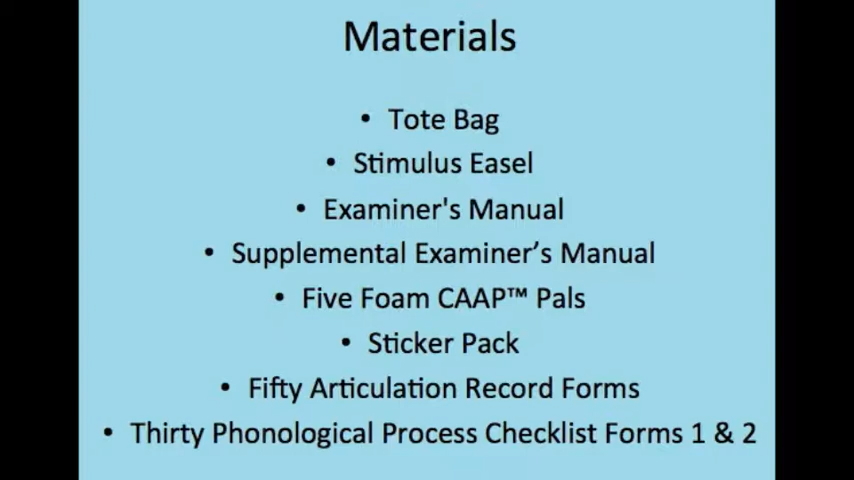 Materials
• Tote Bag
• Stimulus Easel
• Examiner's Manual
• Supplemental Examiner’s Manual
• Five Foam CAAP™ Pals
• Sticker Pack
• Fifty Articulation Record Forms
• Thirty Phonological Process Checklist Forms 1 & 2